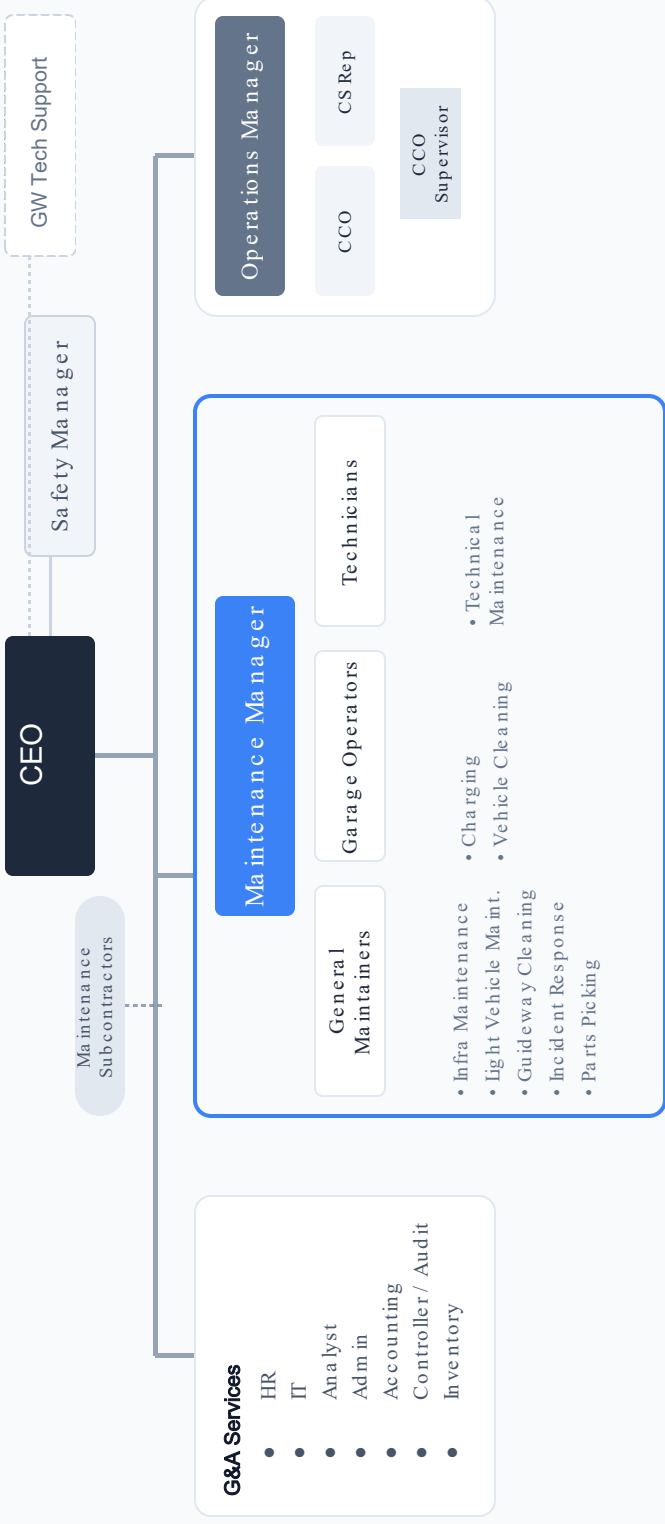 CEO
Safety Manager
GW Tech Support
Maintenance
Subcontractors
G&A Services
● HR
● IT
● Analyst
● Admin
● Accounting
● Controller / Audit
● Inventory
Maintenance Manager
General
Maintainers
• Infra Maintenance
• Light Vehicle Maint.
• Guideway Cleaning
• Incident Response
• Parts Picking
Garage Operators
• Charging
• Vehicle Cleaning
Technicians
• Technical
Maintenance
Operations Manager
CCO
CS Rep
CCO
Supervisor